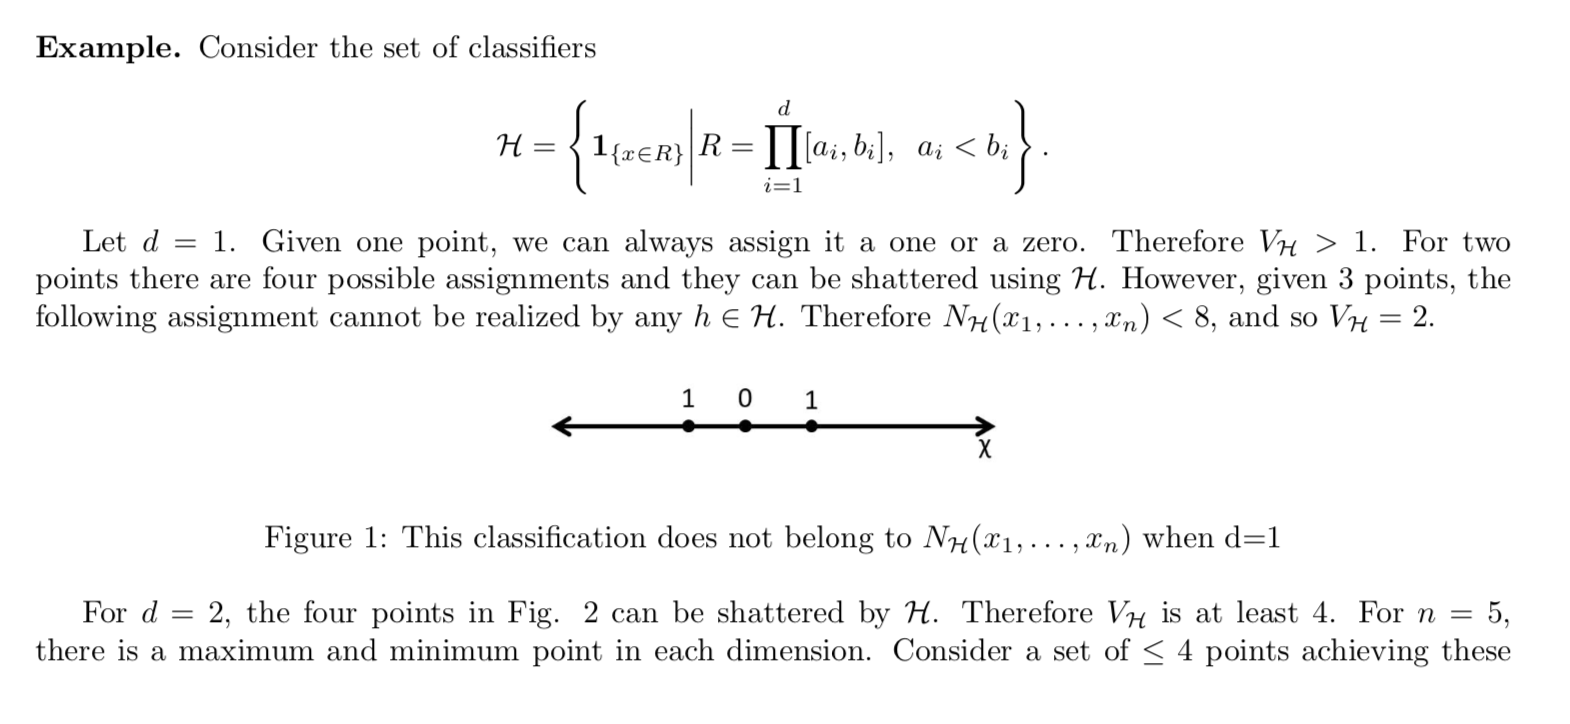 Example. Consider the set of classifiers
$$\mathcal{H} = \left\{ \mathbf{1}_{\{x \in R\}} \middle| R = \prod_{i=1}^{d} [a_i, b_i], \ a_i < b_i \right\}.$$
Let $d = 1$. Given one point, we can always assign it a one or a zero. Therefore $V_{\mathcal{H}} > 1$. For two
points there are four possible assignments and they can be shattered using $\mathcal{H}$. However, given 3 points, the
following assignment cannot be realized by any $h \in \mathcal{H}$. Therefore $N_{\mathcal{H}}(x_1, \ldots, x_n) < 8$, and so $V_{\mathcal{H}} = 2$.
1 0 1
X
Figure 1: This classification does not belong to $N_{\mathcal{H}}(x_1, \ldots, x_n)$ when d=1
For $d = 2$, the four points in Fig. 2 can be shattered by $\mathcal{H}$. Therefore $V_{\mathcal{H}}$ is at least 4. For $n = 5$,
there is a maximum and minimum point in each dimension. Consider a set of $\leq 4$ points achieving these